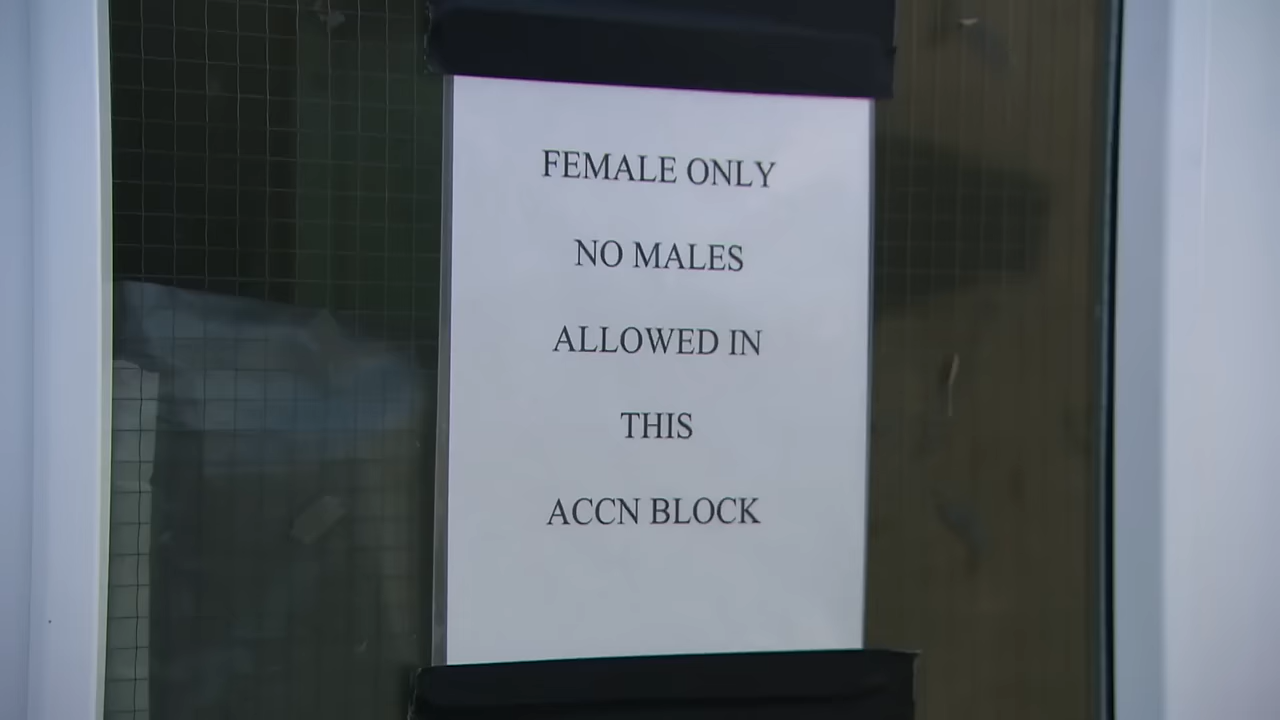 FEMALE ONLY
NO MALES
ALLOWED IN
THIS
ACCN BLOCK